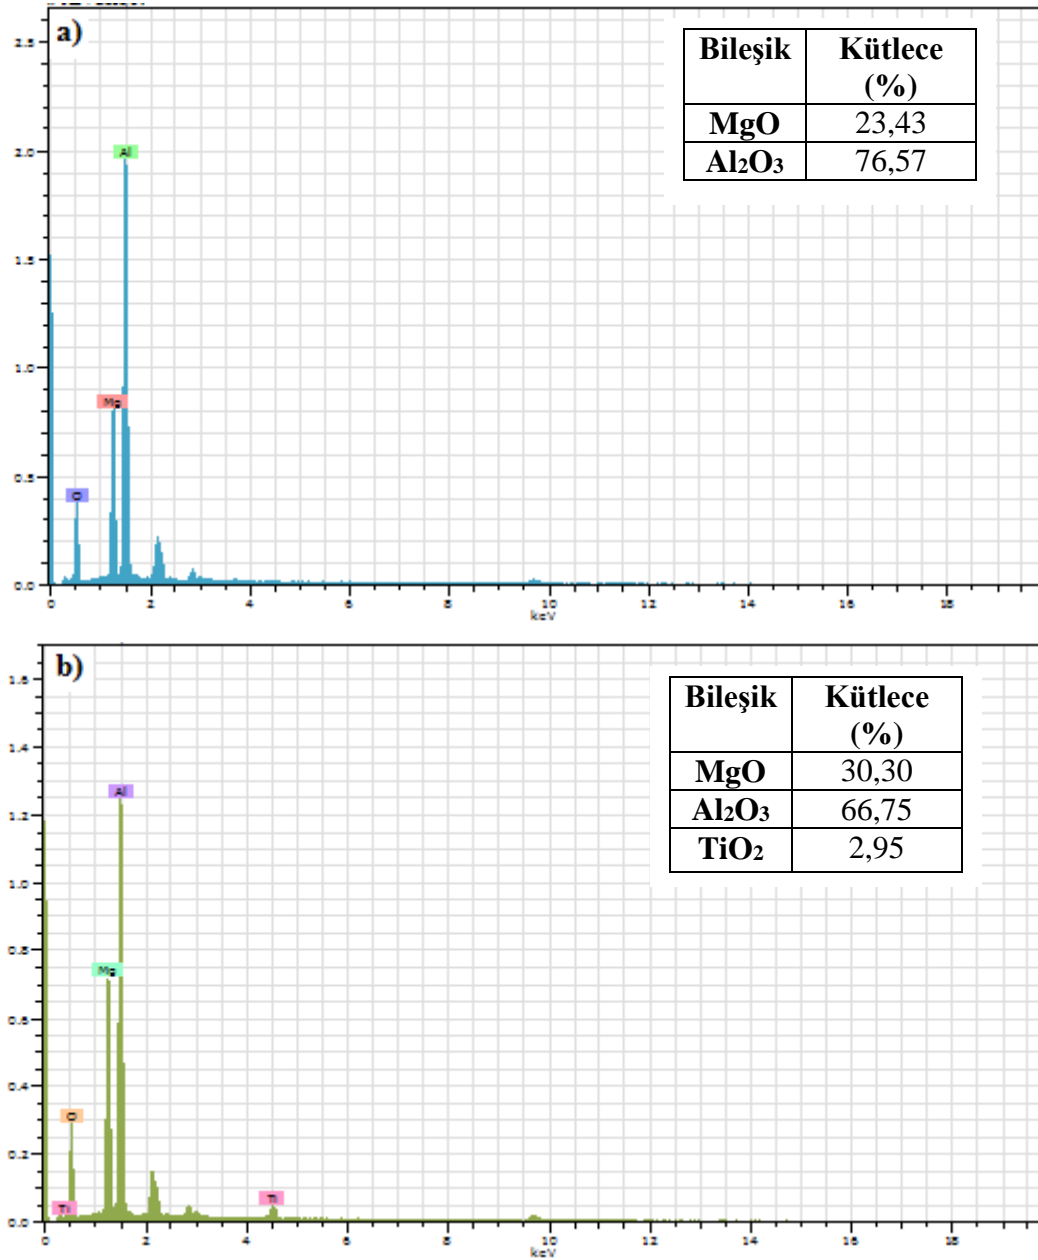 a)
Bileşik Kütlece (%)
MgO 23,43
Al2O3 76,57
2.5
2.0
1.5
1.0
0.5
0.0
Al
Mg
O
0 2 4 6 8 10 12 14 16 18
keV
b)
Bileşik Kütlece (%)
MgO 30,30
Al2O3 66,75
TiO2 2,95
1.6
1.4
1.2
1.0
0.8
0.6
0.4
0.2
0.0
Al
Mg
O
Ti
Ti
0 2 4 6 8 10 12 14 16 18
keV